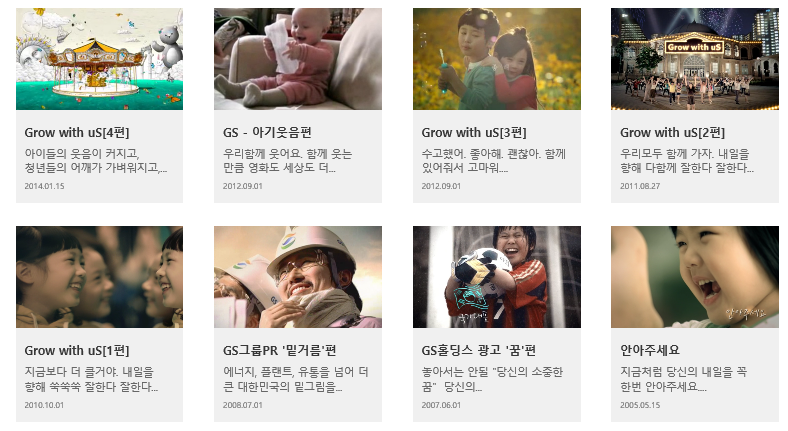 Grow with uS
Grow with uS[4편]
아이들의 웃음이 커지고,
청년들의 어깨가 가벼워지고,...
2014.01.15
GS - 아기웃음편
우리함께 웃어요. 함께 웃는
만큼 영화도 세상도 더...
2012.09.01
Grow with uS[3편]
수고했어. 좋아해. 괜찮아. 함께
있어줘서 고마워....
2012.09.01
Grow with uS[2편]
우리모두 함께 가자. 내일을
향해 다함께 잘한다 잘한다...
2011.08.27
안아주세요
Grow with uS[1편]
지금보다 더 클거야. 내일을
향해 쑥쑥쑥 잘한다 잘한다...
2010.10.01
GS그룹PR '밑거름'편
에너지, 플랜트, 유통을 넘어 더
큰 대한민국의 밑그림을...
2008.07.01
GS홀딩스 광고 '꿈'편
놓아서는 안될 "당신의 소중한
꿈" 당신의...
2007.06.01
안아주세요
지금처럼 당신의 내일을 꼭
한번 안아주세요....
2005.05.15